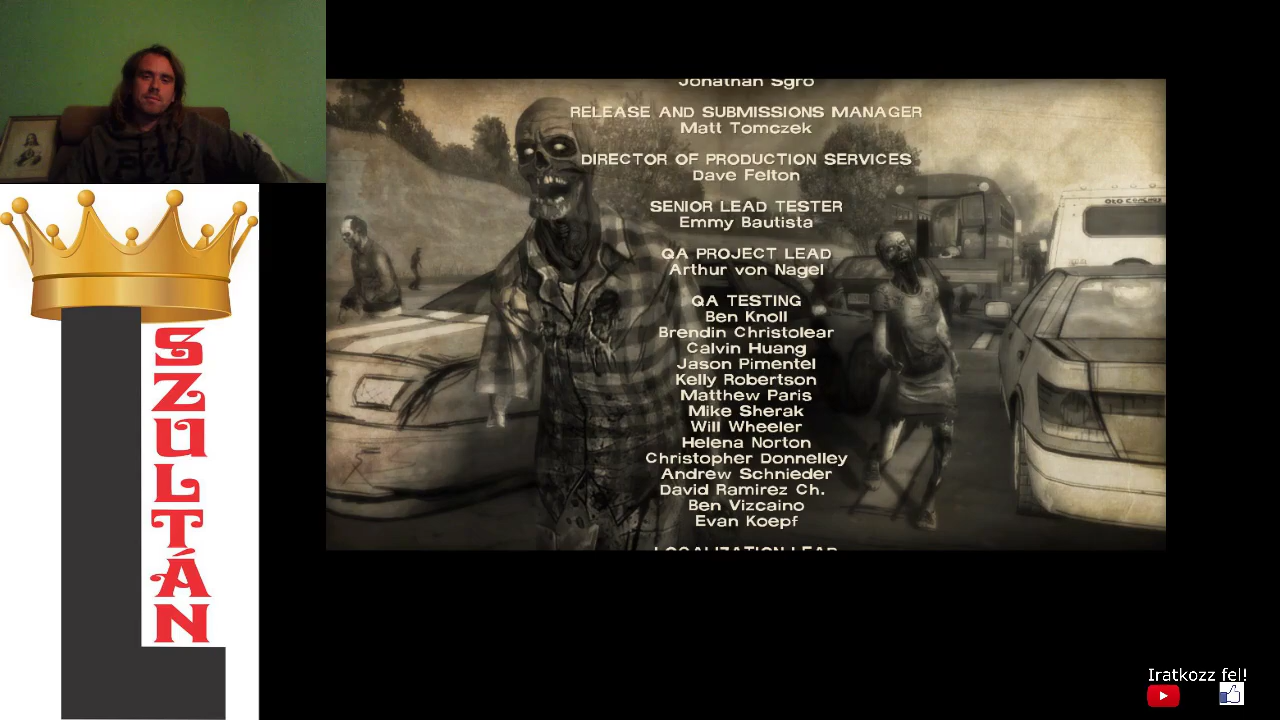 Jonathan Sgro
RELEASE AND SUBMISSIONS MANAGER
Matt Tomczek
DIRECTOR OF PRODUCTION SERVICES
Dave Felton
SENIOR LEAD TESTER
Emmy Bautista
QA PROJECT LEAD
Arthur von Nagel
QA TESTING
Ben Knoll
Brendin Christolear
Calvin Huang
Jason Pimentel
Kelly Robertson
Matthew Paris
Mike Sherak
Will Wheeler
Helena Norton
Christopher Donnelley
Andrew Schnieder
David Ramirez Ch.
Ben Vizcaino
Evan Koepf
LOCALIZATION LEAD
L
SZULTÁN
Iratkozz fel!